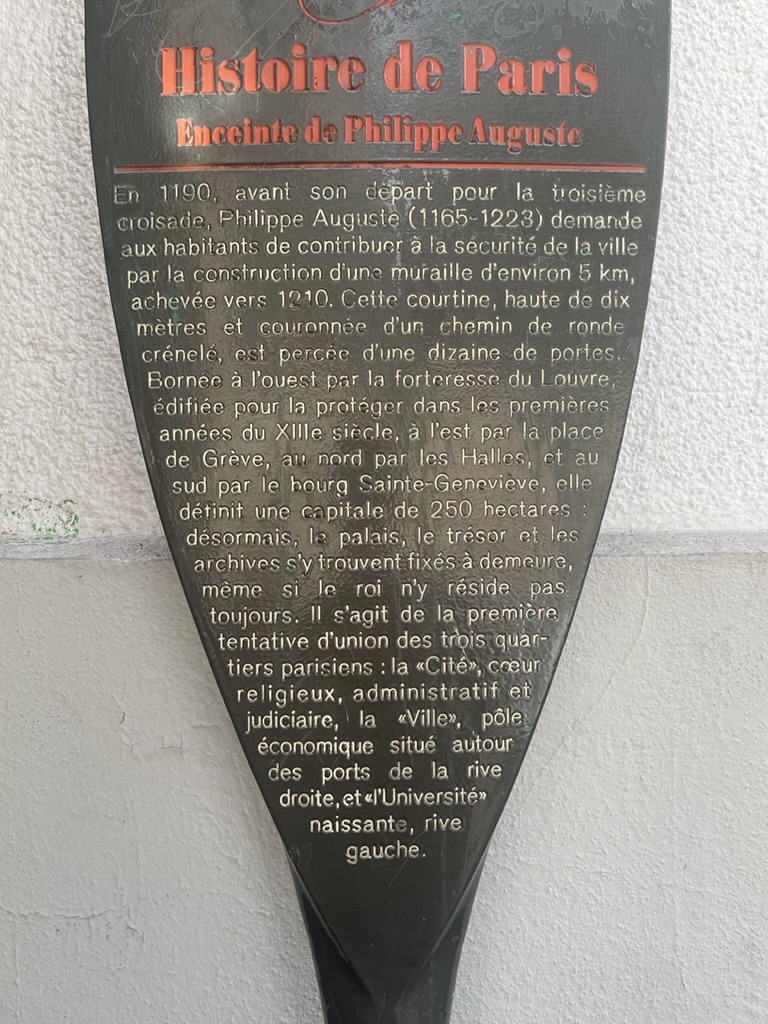 Histoire de Paris
Enceinte de Philippe Auguste
En 1190, avant son départ pour la troisième
croisade, Philippe Auguste (1165-1223) demande
aux habitants de contribuer à la sécurité de la ville
par la construction d'une muraille d'environ 5 km,
achevée vers 1210. Cette courtine, haute de dix
mètres et couronnée d'un chemin de ronde
crénelé, est percée d'une dizaine de portes.
Bornée à l'ouest par la forteresse du Louvre,
édifiée pour la protéger dans les premières
années du XIIIe siècle, à l'est par la place
de Grève, au nord par les Halles, et au
sud par le bourg Sainte-Geneviève, elle
définit une capitale de 250 hectares :
désormais, le palais, le trésor et les
archives s'y trouvent fixés à demeure,
même si le roi n'y réside pas
toujours. Il s'agit de la première
tentative d'union des trois quar-
tiers parisiens : la «Cité», cœur
religieux, administratif et
judiciaire, la «Ville», pôle
économique situé autour
des ports de la rive
droite, et «l'Université»
naissante, rive
gauche.